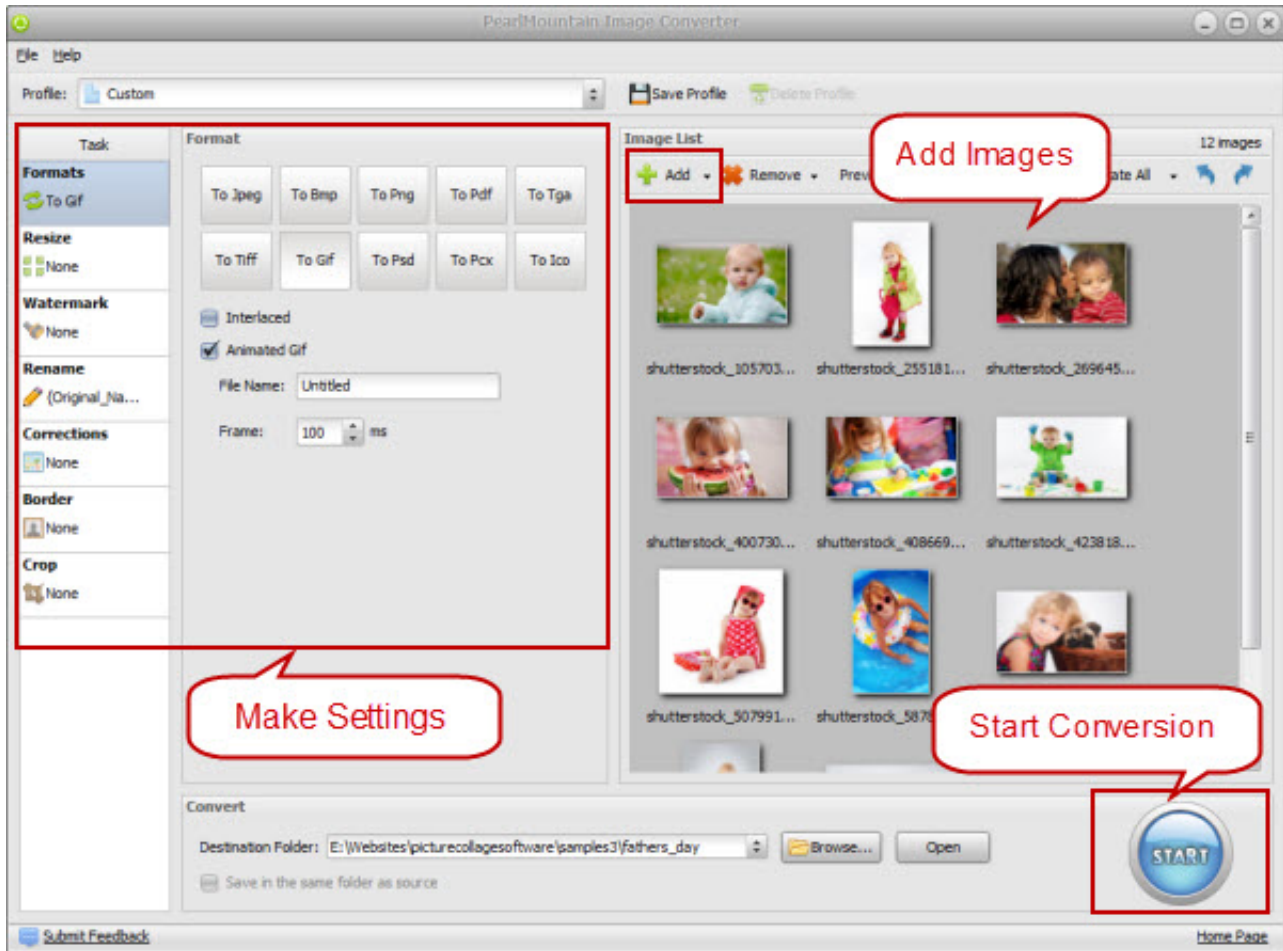 PearlMountain Image Converter
File Help
Profile: Custom
Save Profile
Delete Profile
Task
Formats
To Gif
Resize
None
Watermark
None
Rename
{Original_Na...
Corrections
None
Border
None
Crop
None
Format
To Jpeg To Bmp To Png To Pdf To Tga
To Tiff To Gif To Psd To Pcx To Ico
Interlaced
Animated Gif
File Name: Untitled
Frame: 100 ms
Make Settings
Image List
12 images
Add Remove Prev ate All
Add Images
shutterstock_105703... shutterstock_255181... shutterstock_269645...
shutterstock_400730... shutterstock_408669... shutterstock_423818...
shutterstock_507991... shutterstock_5878
Start Conversion
Convert
Destination Folder: E:\Websites\picturecollagesoftware\samples3\fathers_day Browse... Open
Save in the same folder as source
START
Submit Feedback
Home Page